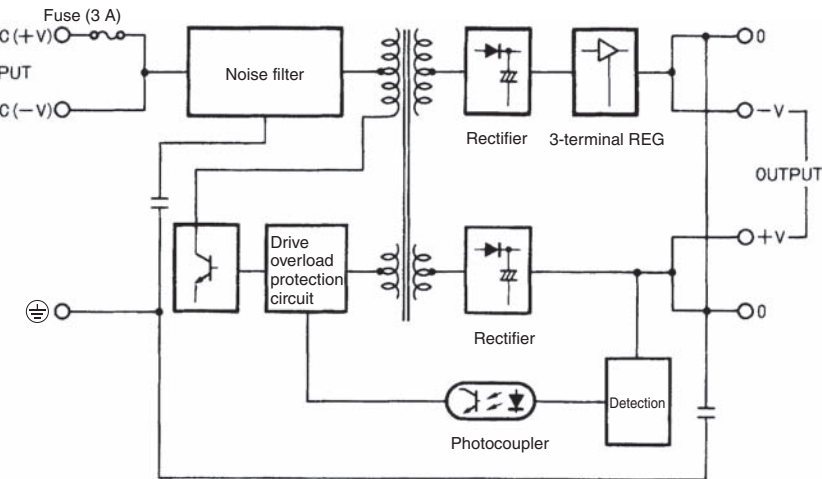 Fuse (3 A)
C(+V)
PUT
C(−V)
Noise filter
Rectifier
3-terminal REG
0
−V
OUTPUT
+V
0
Drive
overload
protection
circuit
Rectifier
Detection
Photocoupler